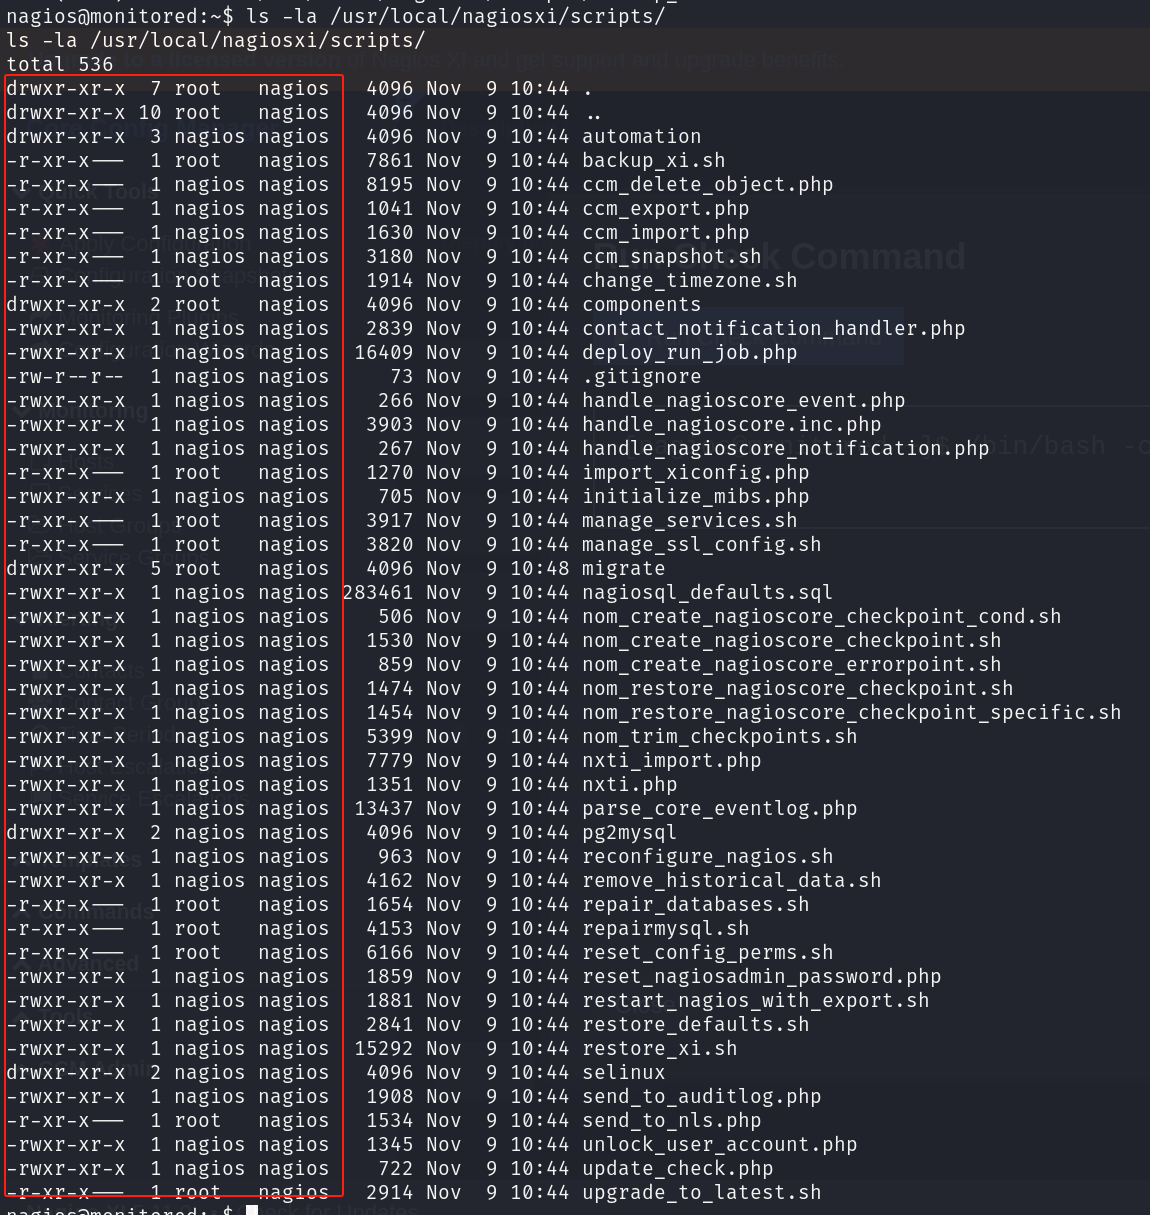 nagios@monitored:~$ ls -la /usr/local/nagiosxi/scripts/
ls -la /usr/local/nagiosxi/scripts/
total 536
drwxr-xr-x  7 root   nagios   4096 Nov  9 10:44 .
drwxr-xr-x 10 root   nagios   4096 Nov  9 10:44 ..
drwxr-xr-x  3 nagios nagios   4096 Nov  9 10:44 automation
-r-xr-x---  1 root   nagios   7861 Nov  9 10:44 backup_xi.sh
-r-xr-x---  1 nagios nagios   8195 Nov  9 10:44 ccm_delete_object.php
-r-xr-x---  1 nagios nagios   1041 Nov  9 10:44 ccm_export.php
-r-xr-x---  1 nagios nagios   1630 Nov  9 10:44 ccm_import.php
-r-xr-x---  1 nagios nagios   3180 Nov  9 10:44 ccm_snapshot.sh
-r-xr-x---  1 root   nagios   1914 Nov  9 10:44 change_timezone.sh
drwxr-xr-x  2 root   nagios   4096 Nov  9 10:44 components
-rwxr-xr-x  1 nagios nagios   2839 Nov  9 10:44 contact_notification_handler.php
-rwxr-xr-x  1 nagios nagios  16409 Nov  9 10:44 deploy_run_job.php
-rw-r--r--  1 nagios nagios     73 Nov  9 10:44 .gitignore
-rwxr-xr-x  1 nagios nagios    266 Nov  9 10:44 handle_nagioscore_event.php
-rwxr-xr-x  1 nagios nagios   3903 Nov  9 10:44 handle_nagioscore.inc.php
-rwxr-xr-x  1 nagios nagios    267 Nov  9 10:44 handle_nagioscore_notification.php
-r-xr-x---  1 root   nagios   1270 Nov  9 10:44 import_xiconfig.php
-rwxr-xr-x  1 nagios nagios    705 Nov  9 10:44 initialize_mibs.php
-r-xr-x---  1 root   nagios   3917 Nov  9 10:44 manage_services.sh
-r-xr-x---  1 root   nagios   3820 Nov  9 10:44 manage_ssl_config.sh
drwxr-xr-x  5 root   nagios   4096 Nov  9 10:48 migrate
-rwxr-xr-x  1 nagios nagios 283461 Nov  9 10:44 nagiosql_defaults.sql
-rwxr-xr-x  1 nagios nagios    506 Nov  9 10:44 nom_create_nagioscore_checkpoint_cond.sh
-rwxr-xr-x  1 nagios nagios   1530 Nov  9 10:44 nom_create_nagioscore_checkpoint.sh
-rwxr-xr-x  1 nagios nagios    859 Nov  9 10:44 nom_create_nagioscore_errorpoint.sh
-rwxr-xr-x  1 nagios nagios   1474 Nov  9 10:44 nom_restore_nagioscore_checkpoint.sh
-rwxr-xr-x  1 nagios nagios   1454 Nov  9 10:44 nom_restore_nagioscore_checkpoint_specific.sh
-rwxr-xr-x  1 nagios nagios   5399 Nov  9 10:44 nom_trim_checkpoints.sh
-rwxr-xr-x  1 nagios nagios   7779 Nov  9 10:44 nxti_import.php
-rwxr-xr-x  1 nagios nagios   1351 Nov  9 10:44 nxti.php
-rwxr-xr-x  1 nagios nagios  13437 Nov  9 10:44 parse_core_eventlog.php
drwxr-xr-x  2 nagios nagios   4096 Nov  9 10:44 pg2mysql
-rwxr-xr-x  1 nagios nagios    963 Nov  9 10:44 reconfigure_nagios.sh
-rwxr-xr-x  1 nagios nagios   4162 Nov  9 10:44 remove_historical_data.sh
-r-xr-x---  1 root   nagios   1654 Nov  9 10:44 repair_databases.sh
-r-xr-x---  1 root   nagios   4153 Nov  9 10:44 repairmysql.sh
-r-xr-x---  1 root   nagios   6166 Nov  9 10:44 reset_config_perms.sh
-rwxr-xr-x  1 nagios nagios   1859 Nov  9 10:44 reset_nagiosadmin_password.php
-rwxr-xr-x  1 nagios nagios   1881 Nov  9 10:44 restart_nagios_with_export.sh
-rwxr-xr-x  1 nagios nagios   2841 Nov  9 10:44 restore_defaults.sh
-rwxr-xr-x  1 nagios nagios  15292 Nov  9 10:44 restore_xi.sh
drwxr-xr-x  2 nagios nagios   4096 Nov  9 10:44 selinux
-rwxr-xr-x  1 nagios nagios   1908 Nov  9 10:44 send_to_auditlog.php
-r-xr-x---  1 root   nagios   1534 Nov  9 10:44 send_to_nls.php
-rwxr-xr-x  1 nagios nagios   1345 Nov  9 10:44 unlock_user_account.php
-rwxr-xr-x  1 nagios nagios    722 Nov  9 10:44 update_check.php
-r-xr-x---  1 root   nagios   2914 Nov  9 10:44 upgrade_to_latest.sh
nagios@monitored:~$